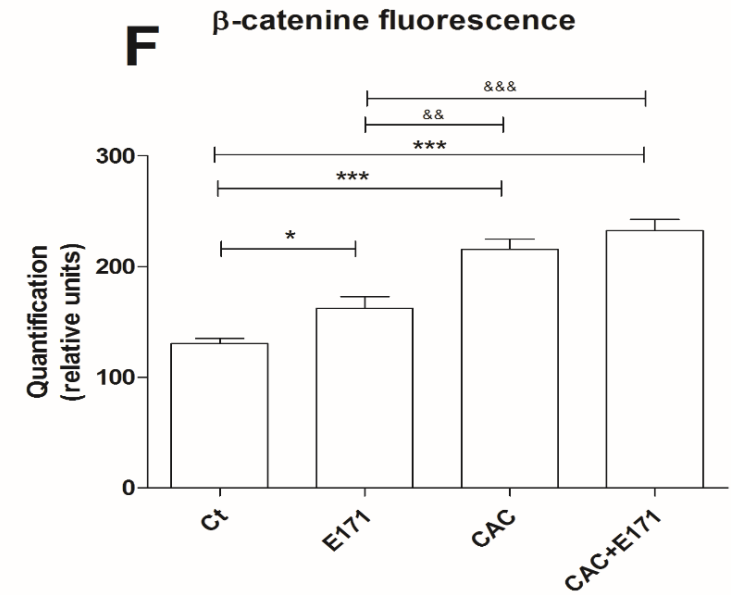 F
β-catenine fluorescence
&&&
&&
***
***
*
Quantification
(relative units)
300
200
100
0
Ct
E171
CAC
CAC+E171